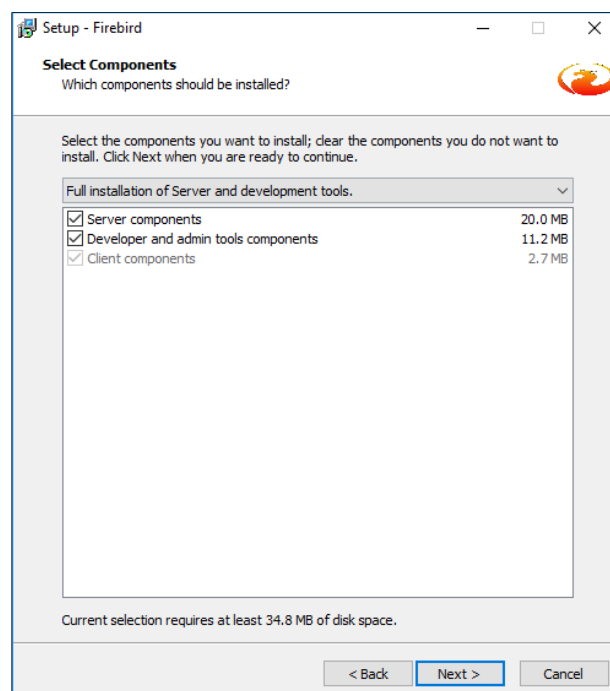 Setup - Firebird
Select Components
Which components should be installed?
Select the components you want to install; clear the components you do not want to
install. Click Next when you are ready to continue.
Full installation of Server and development tools.
Server components 20.0 MB
Developer and admin tools components 11.2 MB
Client components 2.7 MB
Current selection requires at least 34.8 MB of disk space.
< Back Next > Cancel